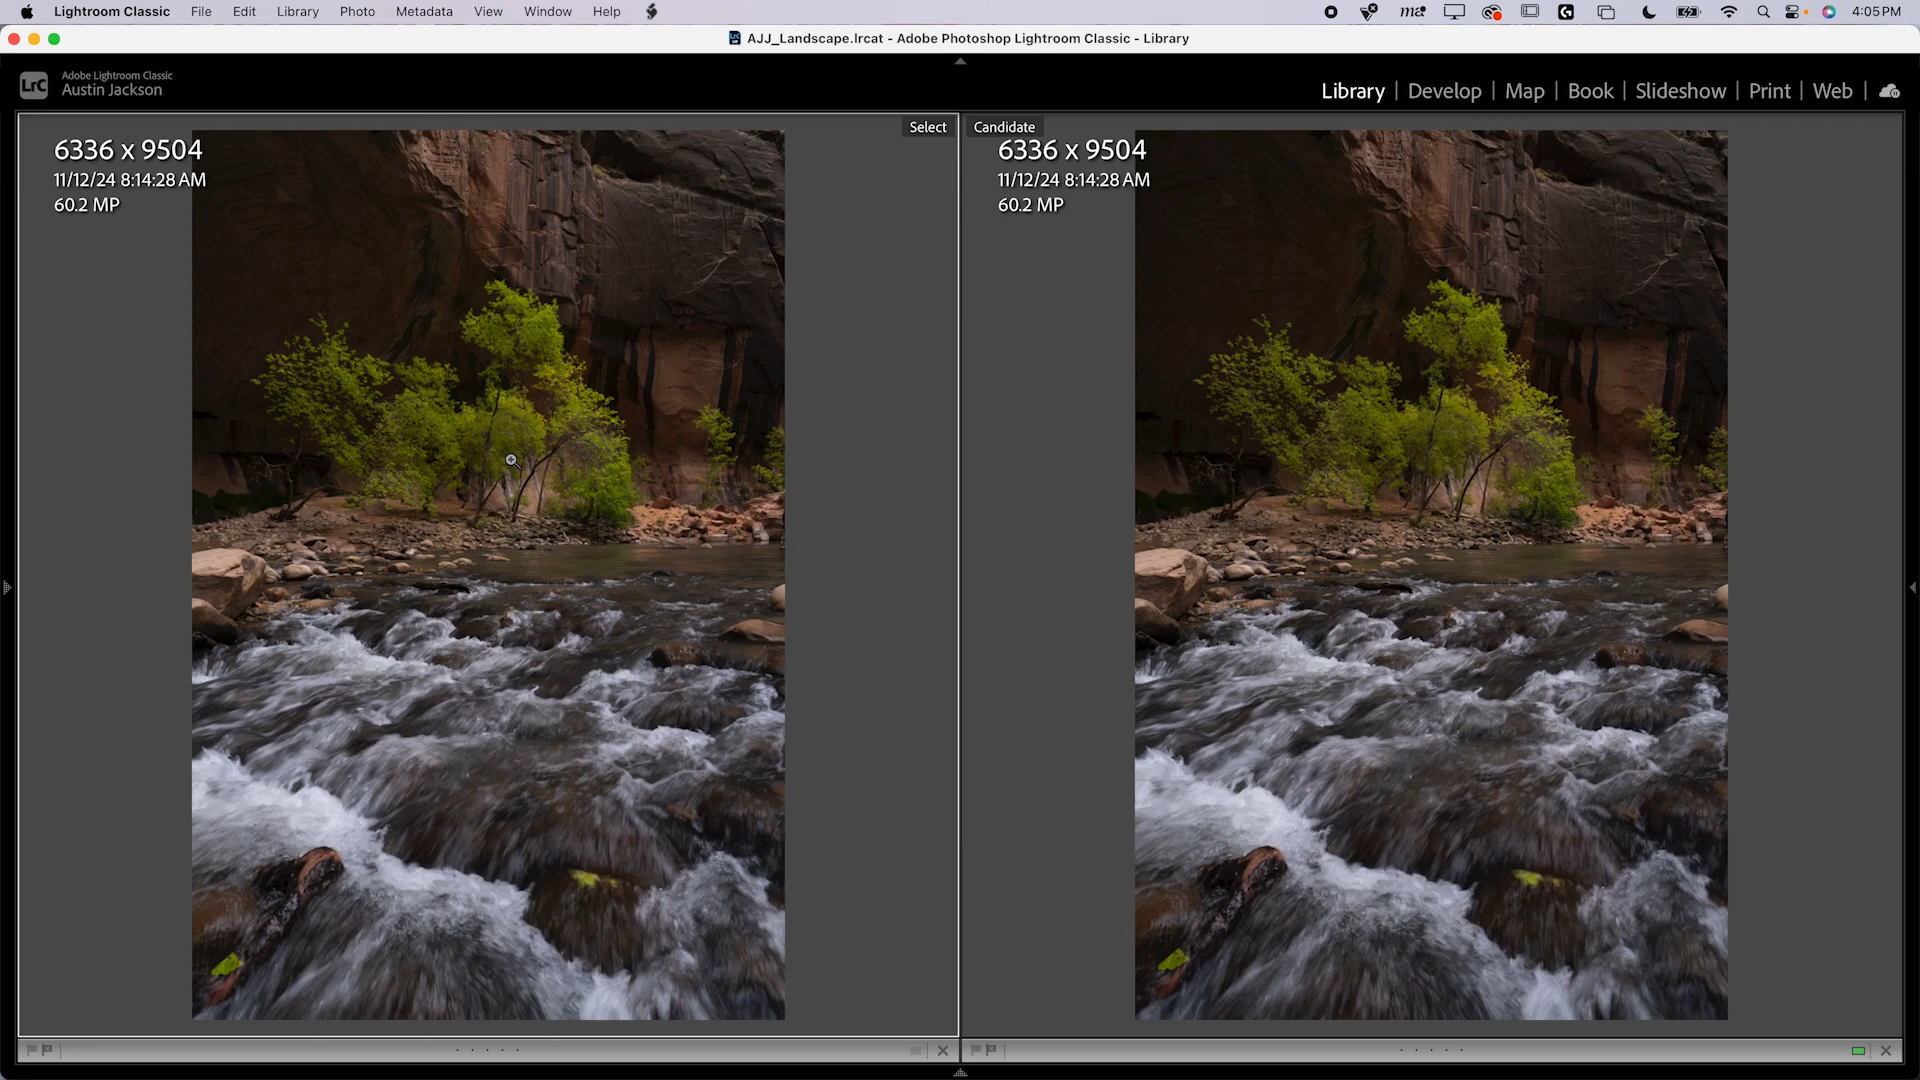 Lightroom Classic File Edit Library Photo Metadata View Window Help 4:05 PM
AJJ_Landscape.lrcat - Adobe Photoshop Lightroom Classic - Library
LrC Adobe Lightroom Classic
Austin Jackson
Library | Develop | Map | Book | Slideshow | Print | Web |
Select
6336 x 9504
11/12/24 8:14:28 AM
60.2 MP
Candidate
6336 x 9504
11/12/24 8:14:28 AM
60.2 MP